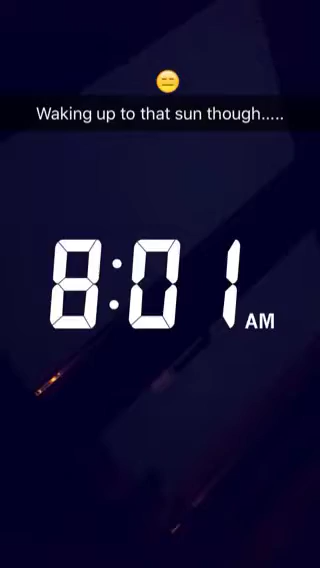 😑
Waking up to that sun though.....
8:01 AM